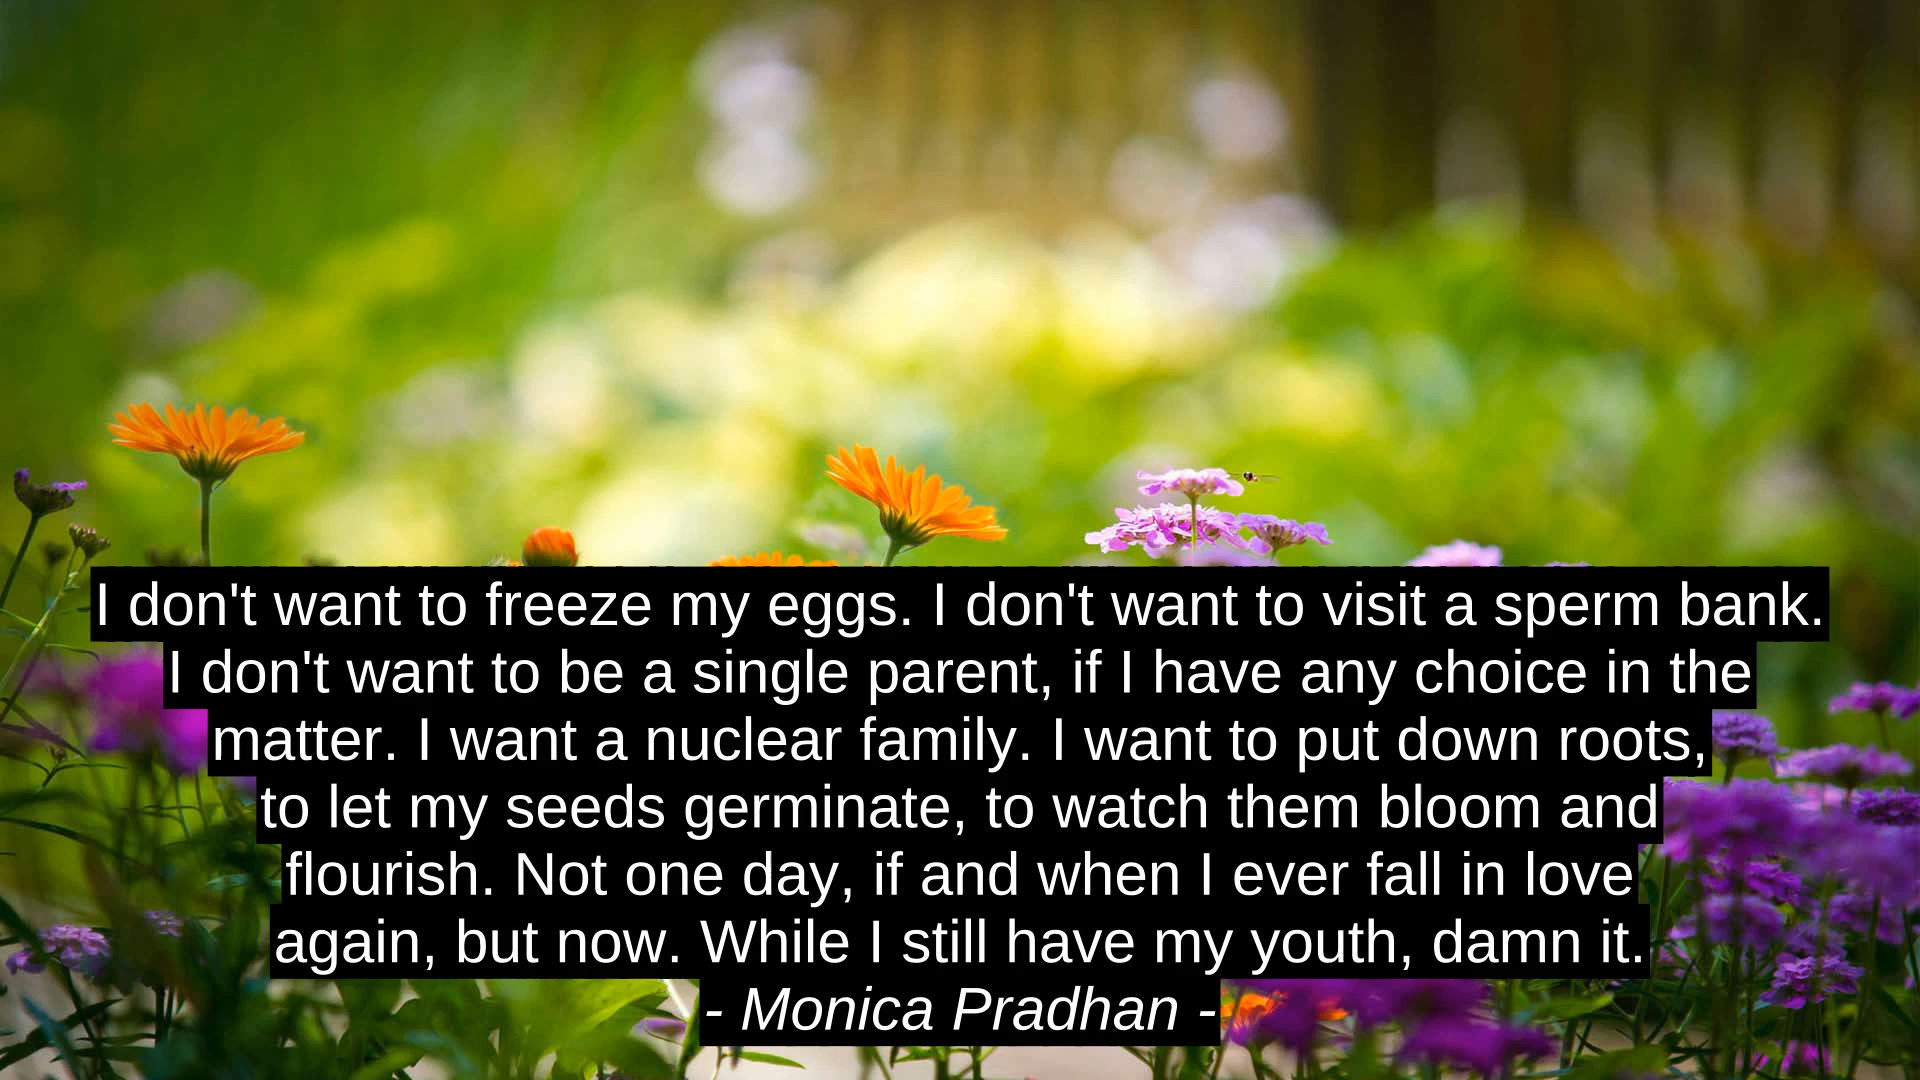 I don't want to freeze my eggs. I don't want to visit a sperm bank.
I don't want to be a single parent, if I have any choice in the
matter. I want a nuclear family. I want to put down roots,
to let my seeds germinate, to watch them bloom and
flourish. Not one day, if and when I ever fall in love
again, but now. While I still have my youth, damn it.
- Monica Pradhan -